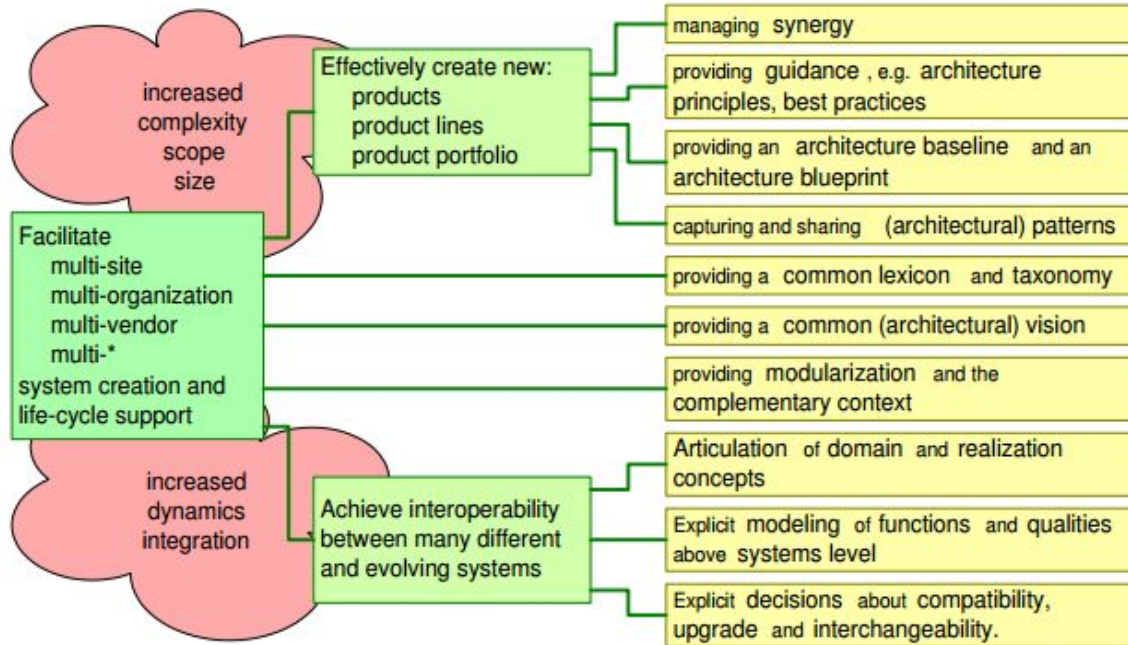 increased
complexity
scope
size
Facilitate
multi-site
multi-organization
multi-vendor
multi-*
system creation and
life-cycle support
increased
dynamics
integration
Effectively create new:
products
product lines
product portfolio
Achieve interoperability
between many different
and evolving systems
managing synergy
providing guidance , e.g. architecture
principles, best practices
providing an architecture baseline and an
architecture blueprint
capturing and sharing (architectural) patterns
providing a common lexicon and taxonomy
providing a common (architectural) vision
providing modularization and the
complementary context
Articulation of domain and realization
concepts
Explicit modeling of functions and qualities
above systems level
Explicit decisions about compatibility,
upgrade and interchangeability.